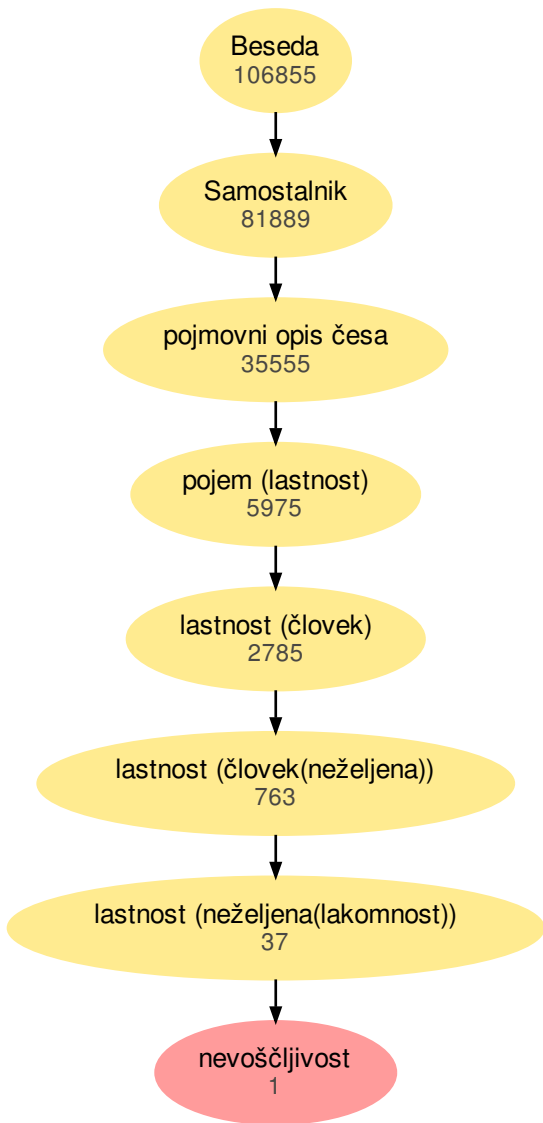 Beseda
106855
Samostalnik
81889
pojmovni opis česa
35555
pojem (lastnost)
5975
lastnost (človek)
2785
lastnost (človek(neželjena))
763
lastnost (neželjena(lakomnost))
37
nevoščljivost
1